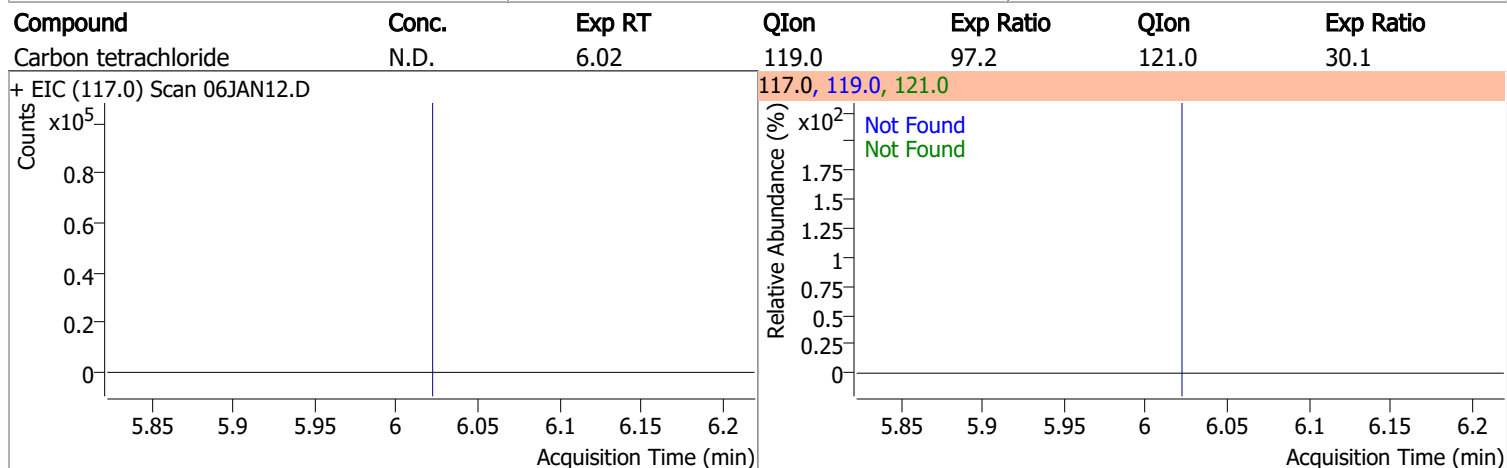 Compound Conc. Exp RT QIon Exp Ratio QIon Exp Ratio
Carbon tetrachloride N.D. 6.02 119.0 97.2 121.0 30.1
+ EIC (117.0) Scan 06JAN12.D
Counts
x10^5
0.8
0.6
0.4
0.2
0
5.85 5.9 5.95 6 6.05 6.1 6.15 6.2
Acquisition Time (min)
117.0, 119.0, 121.0
Relative Abundance (%)
x10^2
Not Found
Not Found
1.75
1.5
1.25
1
0.75
0.5
0.25
0
5.85 5.9 5.95 6 6.05 6.1 6.15 6.2
Acquisition Time (min)